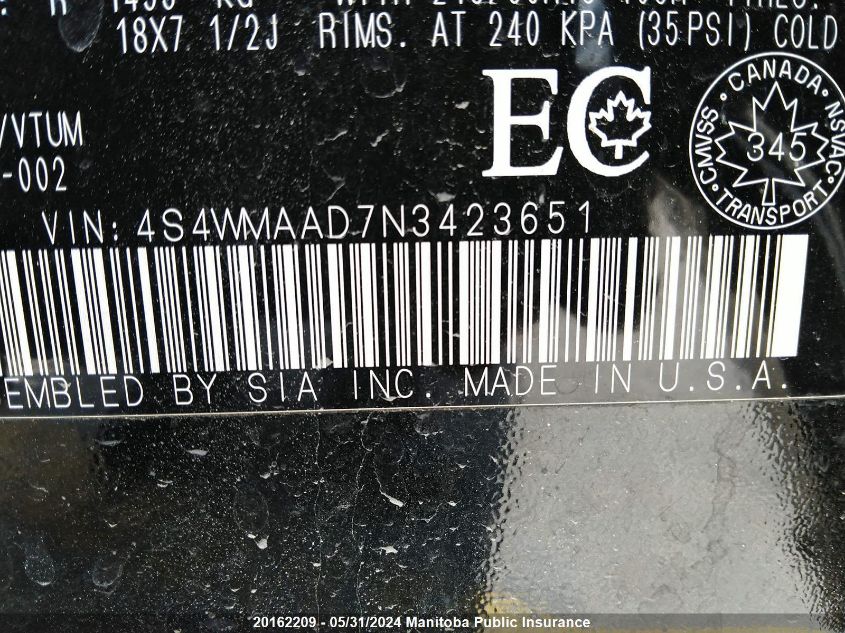 18X7 1/2J RIMS. AT 240 KPA (35PSI) COLD
/VTUM
-002
EC
CANADA
CMVSS
NSVAC
345
TRANSPORT
VIN: 4S4WMAAD7N3423651
EMBLED BY SIA INC. MADE IN U.S.A.
20162209 - 05/31/2024 Manitoba Public Insurance